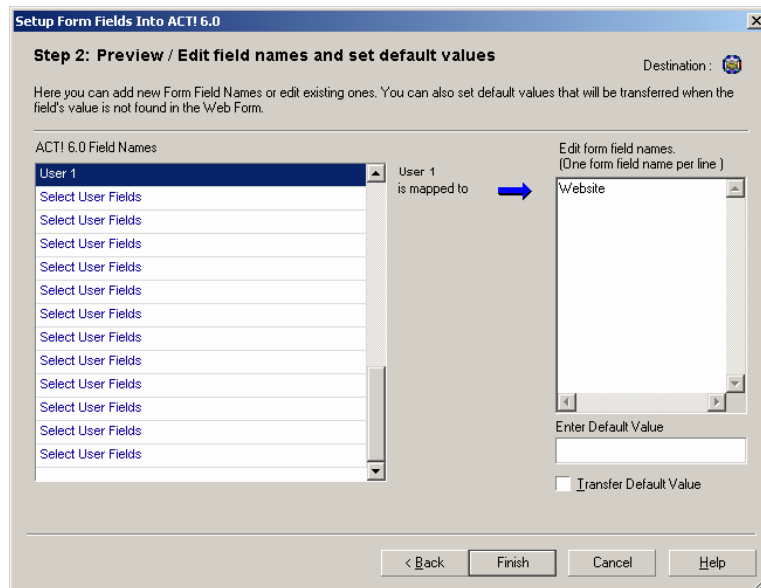 Setup Form Fields Into ACT! 6.0
Step 2: Preview / Edit field names and set default values
Destination :
Here you can add new Form Field Names or edit existing ones. You can also set default values that will be transferred when the
field's value is not found in the Web Form.
ACT! 6.0 Field Names
User 1
Select User Fields
Select User Fields
Select User Fields
Select User Fields
Select User Fields
Select User Fields
Select User Fields
Select User Fields
Select User Fields
Select User Fields
Select User Fields
Select User Fields
User 1
is mapped to
Edit form field names.
(One form field name per line )
Website
Enter Default Value
Transfer Default Value
< Back
Finish
Cancel
Help